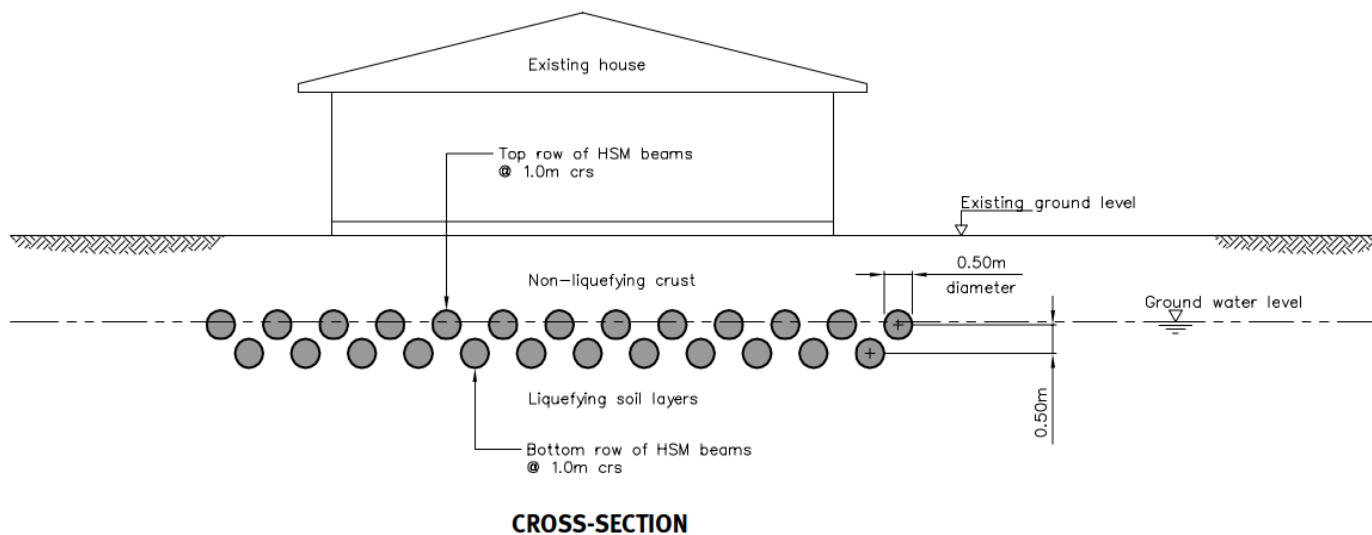 Existing house
Top row of HSM beams
@ 1.0m crs
Existing ground level
Non-liquefying crust
0.50m
diameter
Ground water level
Liquefying soil layers
0.50m
Bottom row of HSM beams
@ 1.0m crs
CROSS-SECTION